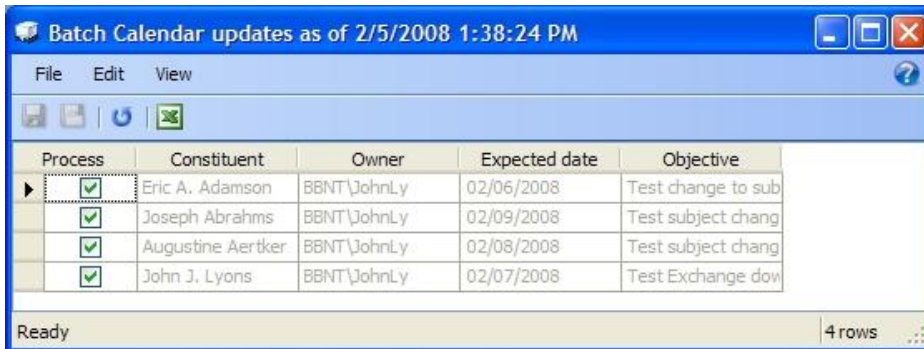 Batch Calendar updates as of 2/5/2008 1:38:24 PM
File Edit View
Process Constituent Owner Expected date Objective
Eric A. Adamson BBNT\JohnLy 02/06/2008 Test change to sub
Joseph Abrahms BBNT\JohnLy 02/09/2008 Test subject chang
Augustine Aertker BBNT\JohnLy 02/08/2008 Test subject chang
John J. Lyons BBNT\JohnLy 02/07/2008 Test Exchange dow
Ready 4 rows